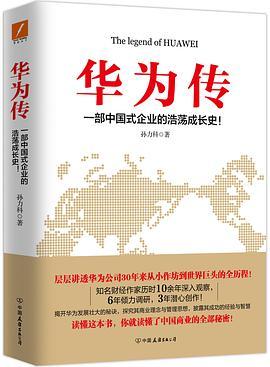 The legend of HUAWEI
华为传
一部中国式企业的浩荡成长史！
孙力科◎著
层层讲透华为公司30年来从小作坊到世界巨头的全历程！
知名财经作家历时10余年深入观察，
6年倾力调研，3年潜心创作！
揭开华为发展壮大的秘诀，探究其商业理念与管理思想，披露其成功的经验与智慧
读懂这本书，你就读懂了中国商业的全部秘密！
中国友谊出版公司
华为传
一部中国式企业的
浩荡成长史！
孙力科◎著
中国友谊出版公司